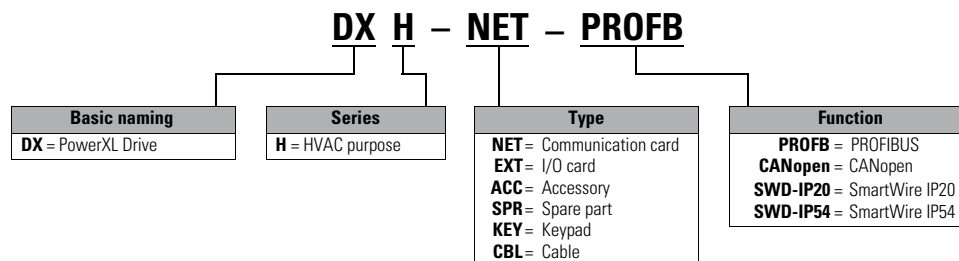 DX H – NET – PROFB
Basic naming
DX = PowerXL Drive
Series
H = HVAC purpose
Type
NET = Communication card
EXT = I/O card
ACC = Accessory
SPR = Spare part
KEY = Keypad
CBL = Cable
Function
PROFB = PROFIBUS
CANopen = CANopen
SWD-IP20 = SmartWire IP20
SWD-IP54 = SmartWire IP54